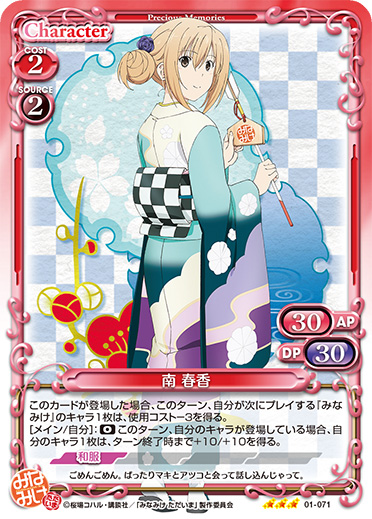 Precious Memories
Character
COST
2
SOURCE
2
30 AP
DP 30
南 春香
このカードが登場した場合、このターン、自分が次にプレイする「みな
みけ」のキャラ1枚は、使用コスト-3を得る。
[メイン/自分]:このターン、自分のキャラが登場している場合、自
分のキャラ1枚は、ターン終了時まで+10/+10を得る。
和服
ごめんごめん。ばったりマキとアツコと会って話し込んじゃって。
みなみけ
ただいま
©桜場コハル・講談社/「みなみけ ただいま」製作委員会
01-071